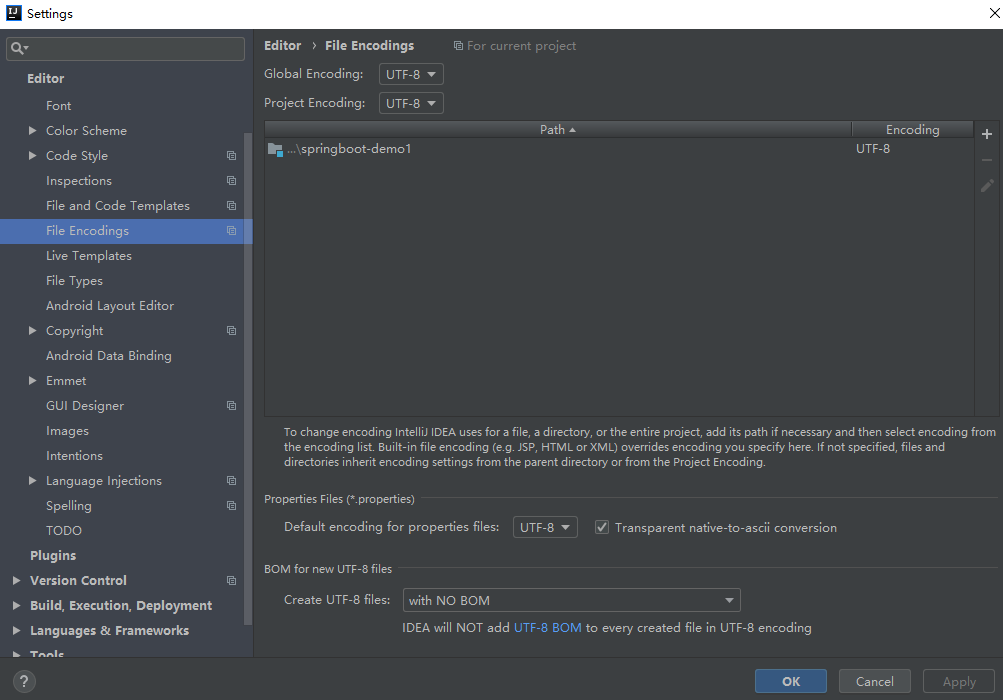 IJ Settings
Editor
Font
Color Scheme
Code Style
Inspections
File and Code Templates
File Encodings
Live Templates
File Types
Android Layout Editor
Copyright
Android Data Binding
Emmet
GUI Designer
Images
Intentions
Language Injections
Spelling
TODO
Plugins
Version Control
Build, Execution, Deployment
Languages & Frameworks
Tools
Editor › File Encodings For current project
Global Encoding: UTF-8
Project Encoding: UTF-8
Path Encoding
...\springboot-demo1 UTF-8
To change encoding IntelliJ IDEA uses for a file, a directory, or the entire project, add its path if necessary and then select encoding from
the encoding list. Built-in file encoding (e.g. JSP, HTML or XML) overrides encoding you specify here. If not specified, files and
directories inherit encoding settings from the parent directory or from the Project Encoding.
Properties Files (*.properties)
Default encoding for properties files: UTF-8 Transparent native-to-ascii conversion
BOM for new UTF-8 files
Create UTF-8 files: with NO BOM
IDEA will NOT add UTF-8 BOM to every created file in UTF-8 encoding
? OK Cancel Apply